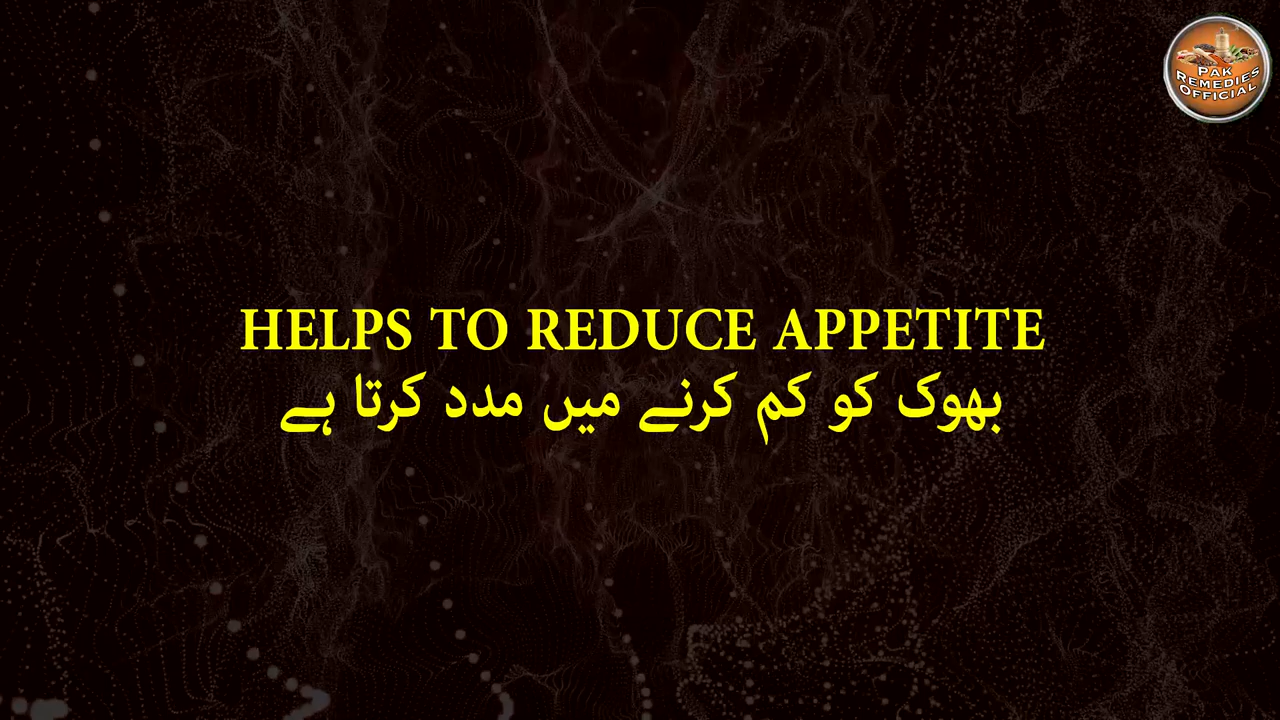 PAK
REMEDIES
OFFICIAL
HELPS TO REDUCE APPETITE
بھوک کو کم کرنے میں مدد کرتا ہے